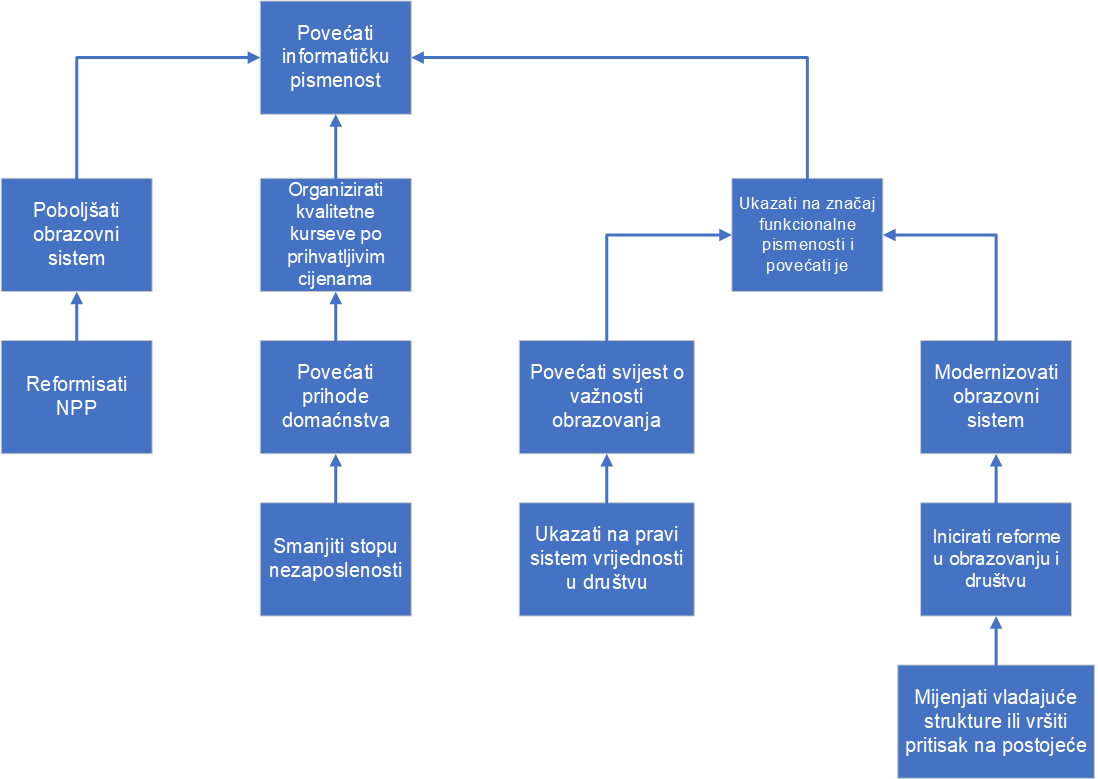 Povećati
informatičku
pismenost
Poboljšati
obrazovni
sistem
Organizirati
kvalitetne
kurseve po
prihvatljivim
cijenama
Ukazati na značaj
funkcionalne
pismenosti i
povećati je
Reformisati
NPP
Povećati
prihode
domaćnstva
Povećati svijest o
važnosti
obrazovanja
Modernizovati
obrazovni
sistem
Smanjiti stopu
nezaposlenosti
Ukazati na pravi
sistem vrijednosti
u društvu
Inicirati reforme
u obrazovanju i
društvu
Mijenjati vladajuće
strukture ili vršiti
pritisak na postojeće